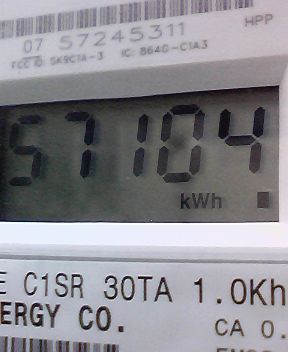 HPP
07 57245311
FCC ID: SK9C1A-3 IC: 864G-C1A3
57104
kWh
E C1SR 30TA 1.0Kh
ERGY CO.
CA 0.